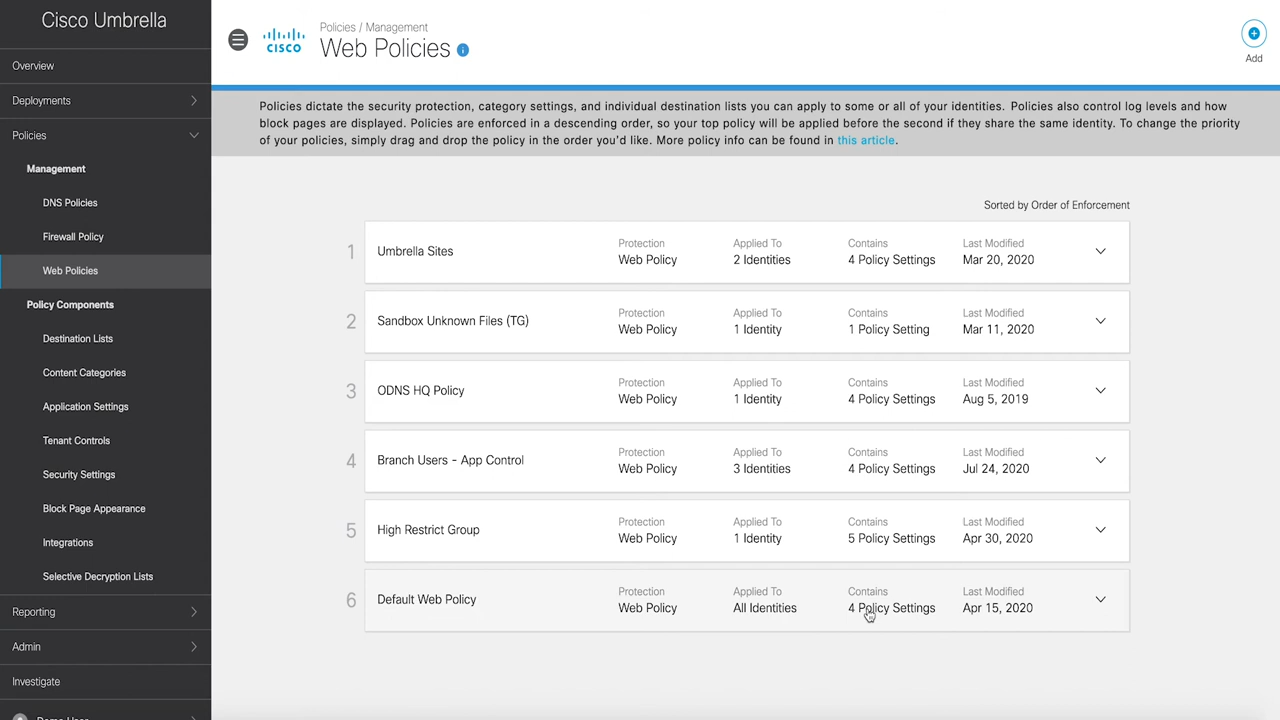 Cisco Umbrella
Overview
Deployments
Policies
Management
DNS Policies
Firewall Policy
Web Policies
Policy Components
Destination Lists
Content Categories
Application Settings
Tenant Controls
Security Settings
Block Page Appearance
Integrations
Selective Decryption Lists
Reporting
Admin
Investigate
Demo User
CISCO
Policies / Management
Web Policies
Add
Policies dictate the security protection, category settings, and individual destination lists you can apply to some or all of your identities. Policies also control log levels and how
block pages are displayed. Policies are enforced in a descending order, so your top policy will be applied before the second if they share the same identity. To change the priority
of your policies, simply drag and drop the policy in the order you'd like. More policy info can be found in this article.
Sorted by Order of Enforcement
1 Umbrella Sites
Protection Applied To Contains Last Modified
Web Policy 2 Identities 4 Policy Settings Mar 20, 2020
2 Sandbox Unknown Files (TG)
Protection Applied To Contains Last Modified
Web Policy 1 Identity 1 Policy Setting Mar 11, 2020
3 ODNS HQ Policy
Protection Applied To Contains Last Modified
Web Policy 1 Identity 4 Policy Settings Aug 5, 2019
4 Branch Users - App Control
Protection Applied To Contains Last Modified
Web Policy 3 Identities 4 Policy Settings Jul 24, 2020
5 High Restrict Group
Protection Applied To Contains Last Modified
Web Policy 1 Identity 5 Policy Settings Apr 30, 2020
6 Default Web Policy
Protection Applied To Contains Last Modified
Web Policy All Identities 4 Policy Settings Apr 15, 2020